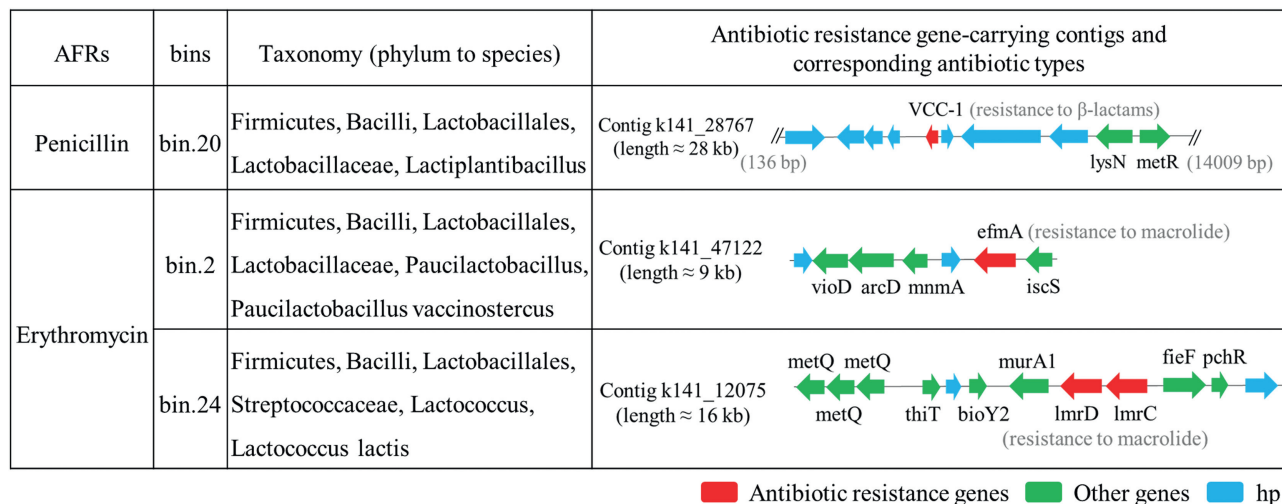 AFRs
bins
Taxonomy (phylum to species)
Antibiotic resistance gene-carrying contigs and
corresponding antibiotic types
Penicillin
bin.20
Firmicutes, Bacilli, Lactobacillales,
Lactobacillaceae, Lactiplantibacillus
Contig k141_28767
(length ≈ 28 kb)
VCC-1 (resistance to β-lactams)
//
//
(136 bp)
lysN
metR
(14009 bp)
Erythromycin
bin.2
Firmicutes, Bacilli, Lactobacillales,
Lactobacillaceae, Paucilactobacillus,
Paucilactobacillus vaccinostercus
Contig k141_47122
(length ≈ 9 kb)
efmA (resistance to macrolide)
vioD
arcD
mnmA
iscS
bin.24
Firmicutes, Bacilli, Lactobacillales,
Streptococcaceae, Lactococcus,
Lactococcus lactis
Contig k141_12075
(length ≈ 16 kb)
metQ
metQ
murA1
fieF
pchR
metQ
thiT
bioY2
lmrD
lmrC
(resistance to macrolide)
Antibiotic resistance genes
Other genes
hp